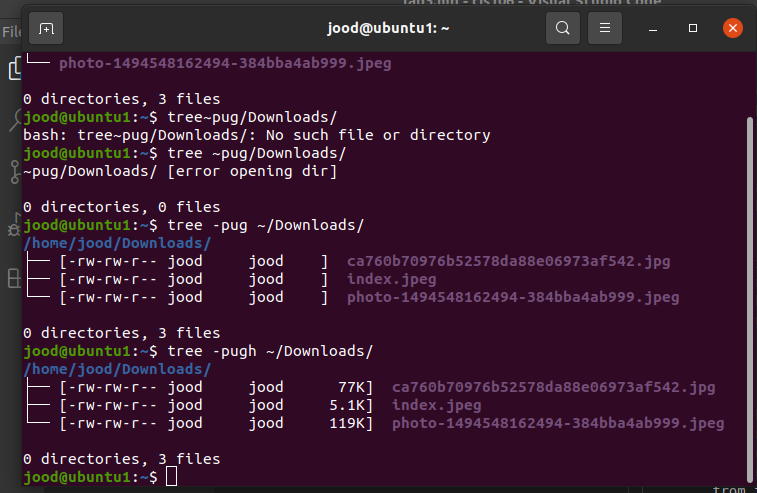 jood@ubuntu1: ~
File
└── photo-1494548162494-384bba4ab999.jpeg
0 directories, 3 files
jood@ubuntu1:~$ tree~pug/Downloads/
bash: tree~pug/Downloads/: No such file or directory
jood@ubuntu1:~$ tree ~pug/Downloads/
~pug/Downloads/ [error opening dir]
0 directories, 0 files
jood@ubuntu1:~$ tree -pug ~/Downloads/
/home/jood/Downloads/
├── [-rw-rw-r-- jood     jood    ]  ca760b70976b52578da88e06973af542.jpg
├── [-rw-rw-r-- jood     jood    ]  index.jpeg
└── [-rw-rw-r-- jood     jood    ]  photo-1494548162494-384bba4ab999.jpeg
0 directories, 3 files
jood@ubuntu1:~$ tree -pugh ~/Downloads/
/home/jood/Downloads/
├── [-rw-rw-r-- jood     jood      77K]  ca760b70976b52578da88e06973af542.jpg
├── [-rw-rw-r-- jood     jood     5.1K]  index.jpeg
└── [-rw-rw-r-- jood     jood     119K]  photo-1494548162494-384bba4ab999.jpeg
0 directories, 3 files
jood@ubuntu1:~$
from